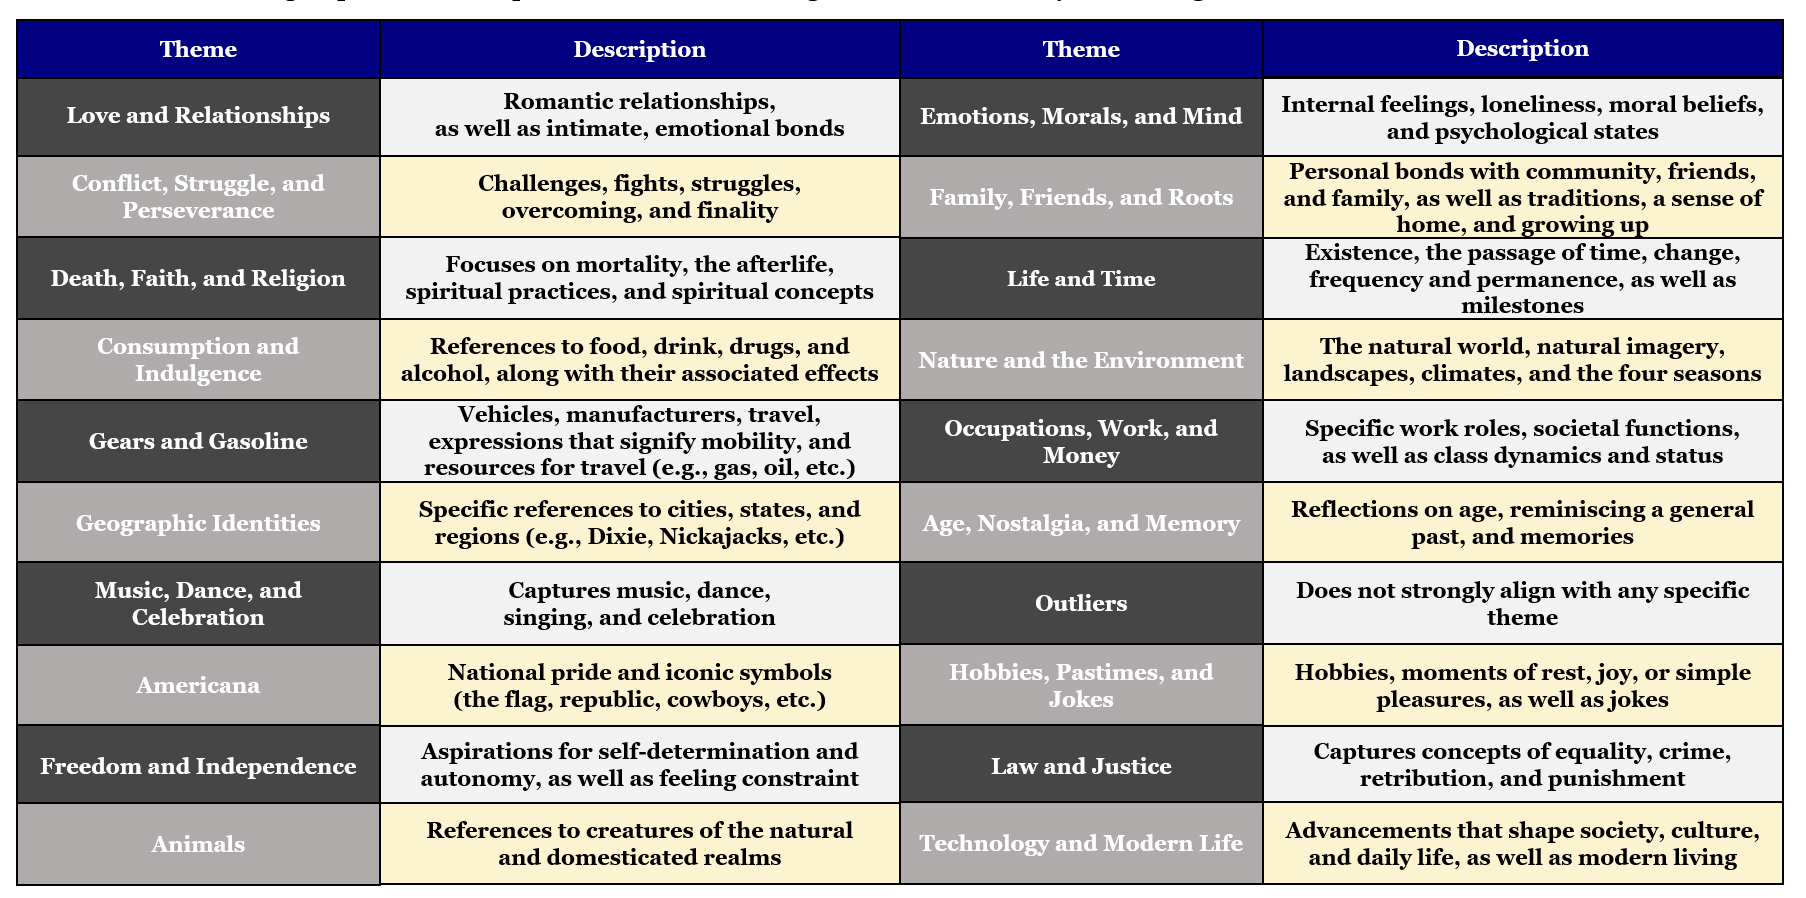 Theme
Description
Theme
Description
Love and Relationships
Romantic relationships,
as well as intimate, emotional bonds
Emotions, Morals, and Mind
Internal feelings, loneliness, moral beliefs,
and psychological states
Conflict, Struggle, and
Perseverance
Challenges, fights, struggles,
overcoming, and finality
Family, Friends, and Roots
Personal bonds with community, friends,
and family, as well as traditions, a sense of
home, and growing up
Death, Faith, and Religion
Focuses on mortality, the afterlife,
spiritual practices, and spiritual concepts
Life and Time
Existence, the passage of time, change,
frequency and permanence, as well as
milestones
Consumption and
Indulgence
References to food, drink, drugs, and
alcohol, along with their associated effects
Nature and the Environment
The natural world, natural imagery,
landscapes, climates, and the four seasons
Gears and Gasoline
Vehicles, manufacturers, travel,
expressions that signify mobility, and
resources for travel (e.g., gas, oil, etc.)
Occupations, Work, and
Money
Specific work roles, societal functions,
as well as class dynamics and status
Geographic Identities
Specific references to cities, states, and
regions (e.g., Dixie, Nickajacks, etc.)
Age, Nostalgia, and Memory
Reflections on age, reminiscing a general
past, and memories
Music, Dance, and
Celebration
Captures music, dance,
singing, and celebration
Outliers
Does not strongly align with any specific
theme
Americana
National pride and iconic symbols
(the flag, republic, cowboys, etc.)
Hobbies, Pastimes, and
Jokes
Hobbies, moments of rest, joy, or simple
pleasures, as well as jokes
Freedom and Independence
Aspirations for self-determination and
autonomy, as well as feeling constraint
Law and Justice
Captures concepts of equality, crime,
retribution, and punishment
Animals
References to creatures of the natural
and domesticated realms
Technology and Modern Life
Advancements that shape society, culture,
and daily life, as well as modern living